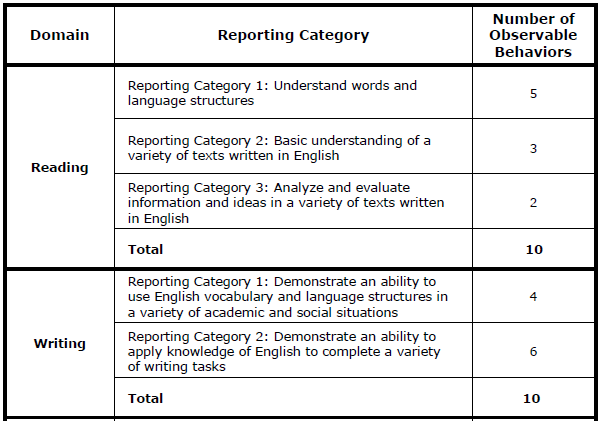 Domain
Reporting Category
Number of
Observable
Behaviors
Reading
Reporting Category 1: Understand words and
language structures
5
Reporting Category 2: Basic understanding of a
variety of texts written in English
3
Reporting Category 3: Analyze and evaluate
information and ideas in a variety of texts written
in English
2
Total
10
Writing
Reporting Category 1: Demonstrate an ability to
use English vocabulary and language structures in
a variety of academic and social situations
4
Reporting Category 2: Demonstrate an ability to
apply knowledge of English to complete a variety
of writing tasks
6
Total
10